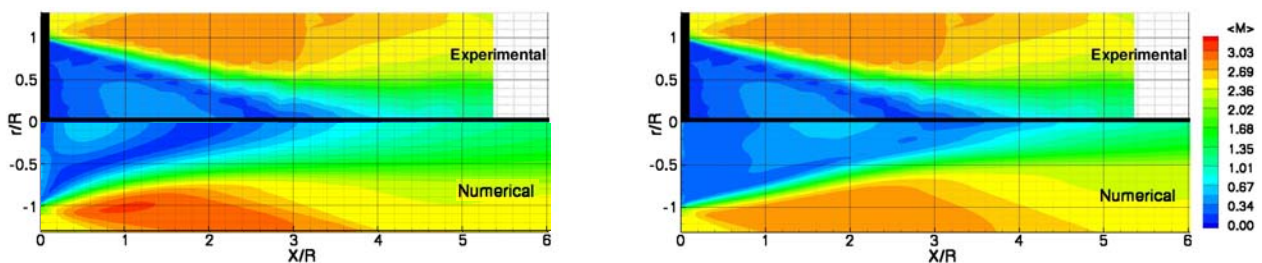 Experimental
Numerical
r/R
1
0.5
0
-0.5
-1
0 1 2 3 4 5 6
X/R
Experimental
Numerical
r/R
1
0.5
0
-0.5
-1
0 1 2 3 4 5 6
X/R
<M>
3.03
2.69
2.36
2.02
1.68
1.35
1.01
0.67
0.34
0.00